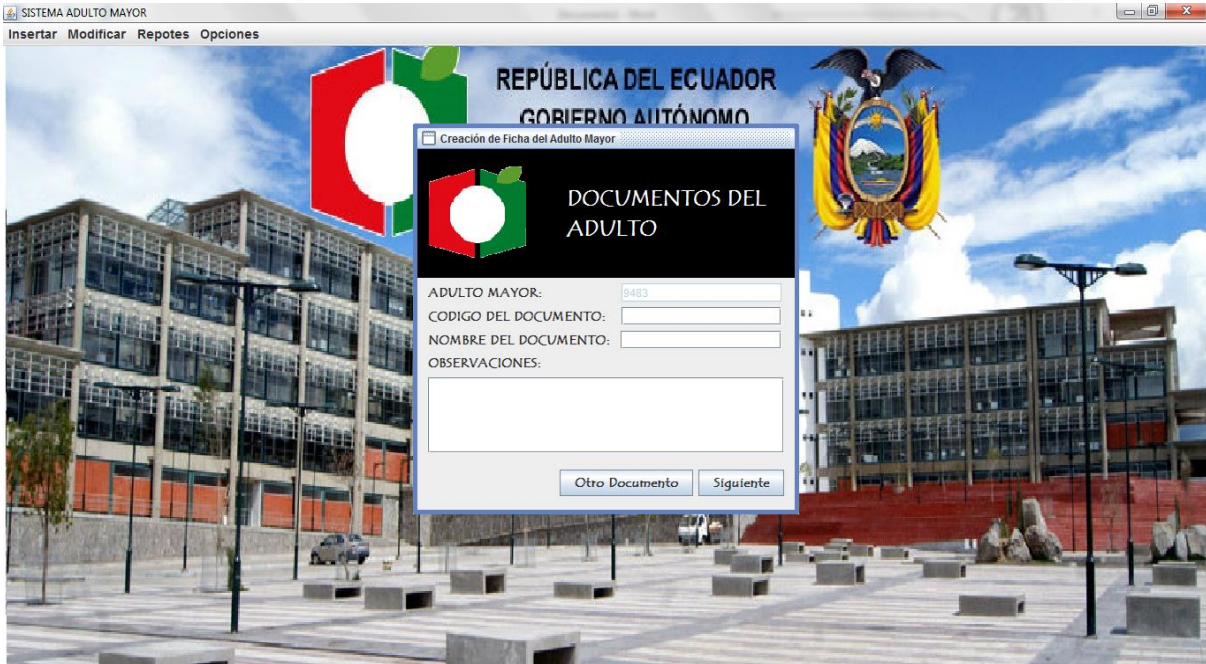 SISTEMA ADULTO MAYOR
Insertar Modificar Repotes Opciones
REPÚBLICA DEL ECUADOR
GOBIERNO AUTÓNOMO
Creación de Ficha del Adulto Mayor
DOCUMENTOS DEL
ADULTO
ADULTO MAYOR: 9483
CODIGO DEL DOCUMENTO:
NOMBRE DEL DOCUMENTO:
OBSERVACIONES:
Otro Documento Siguiente